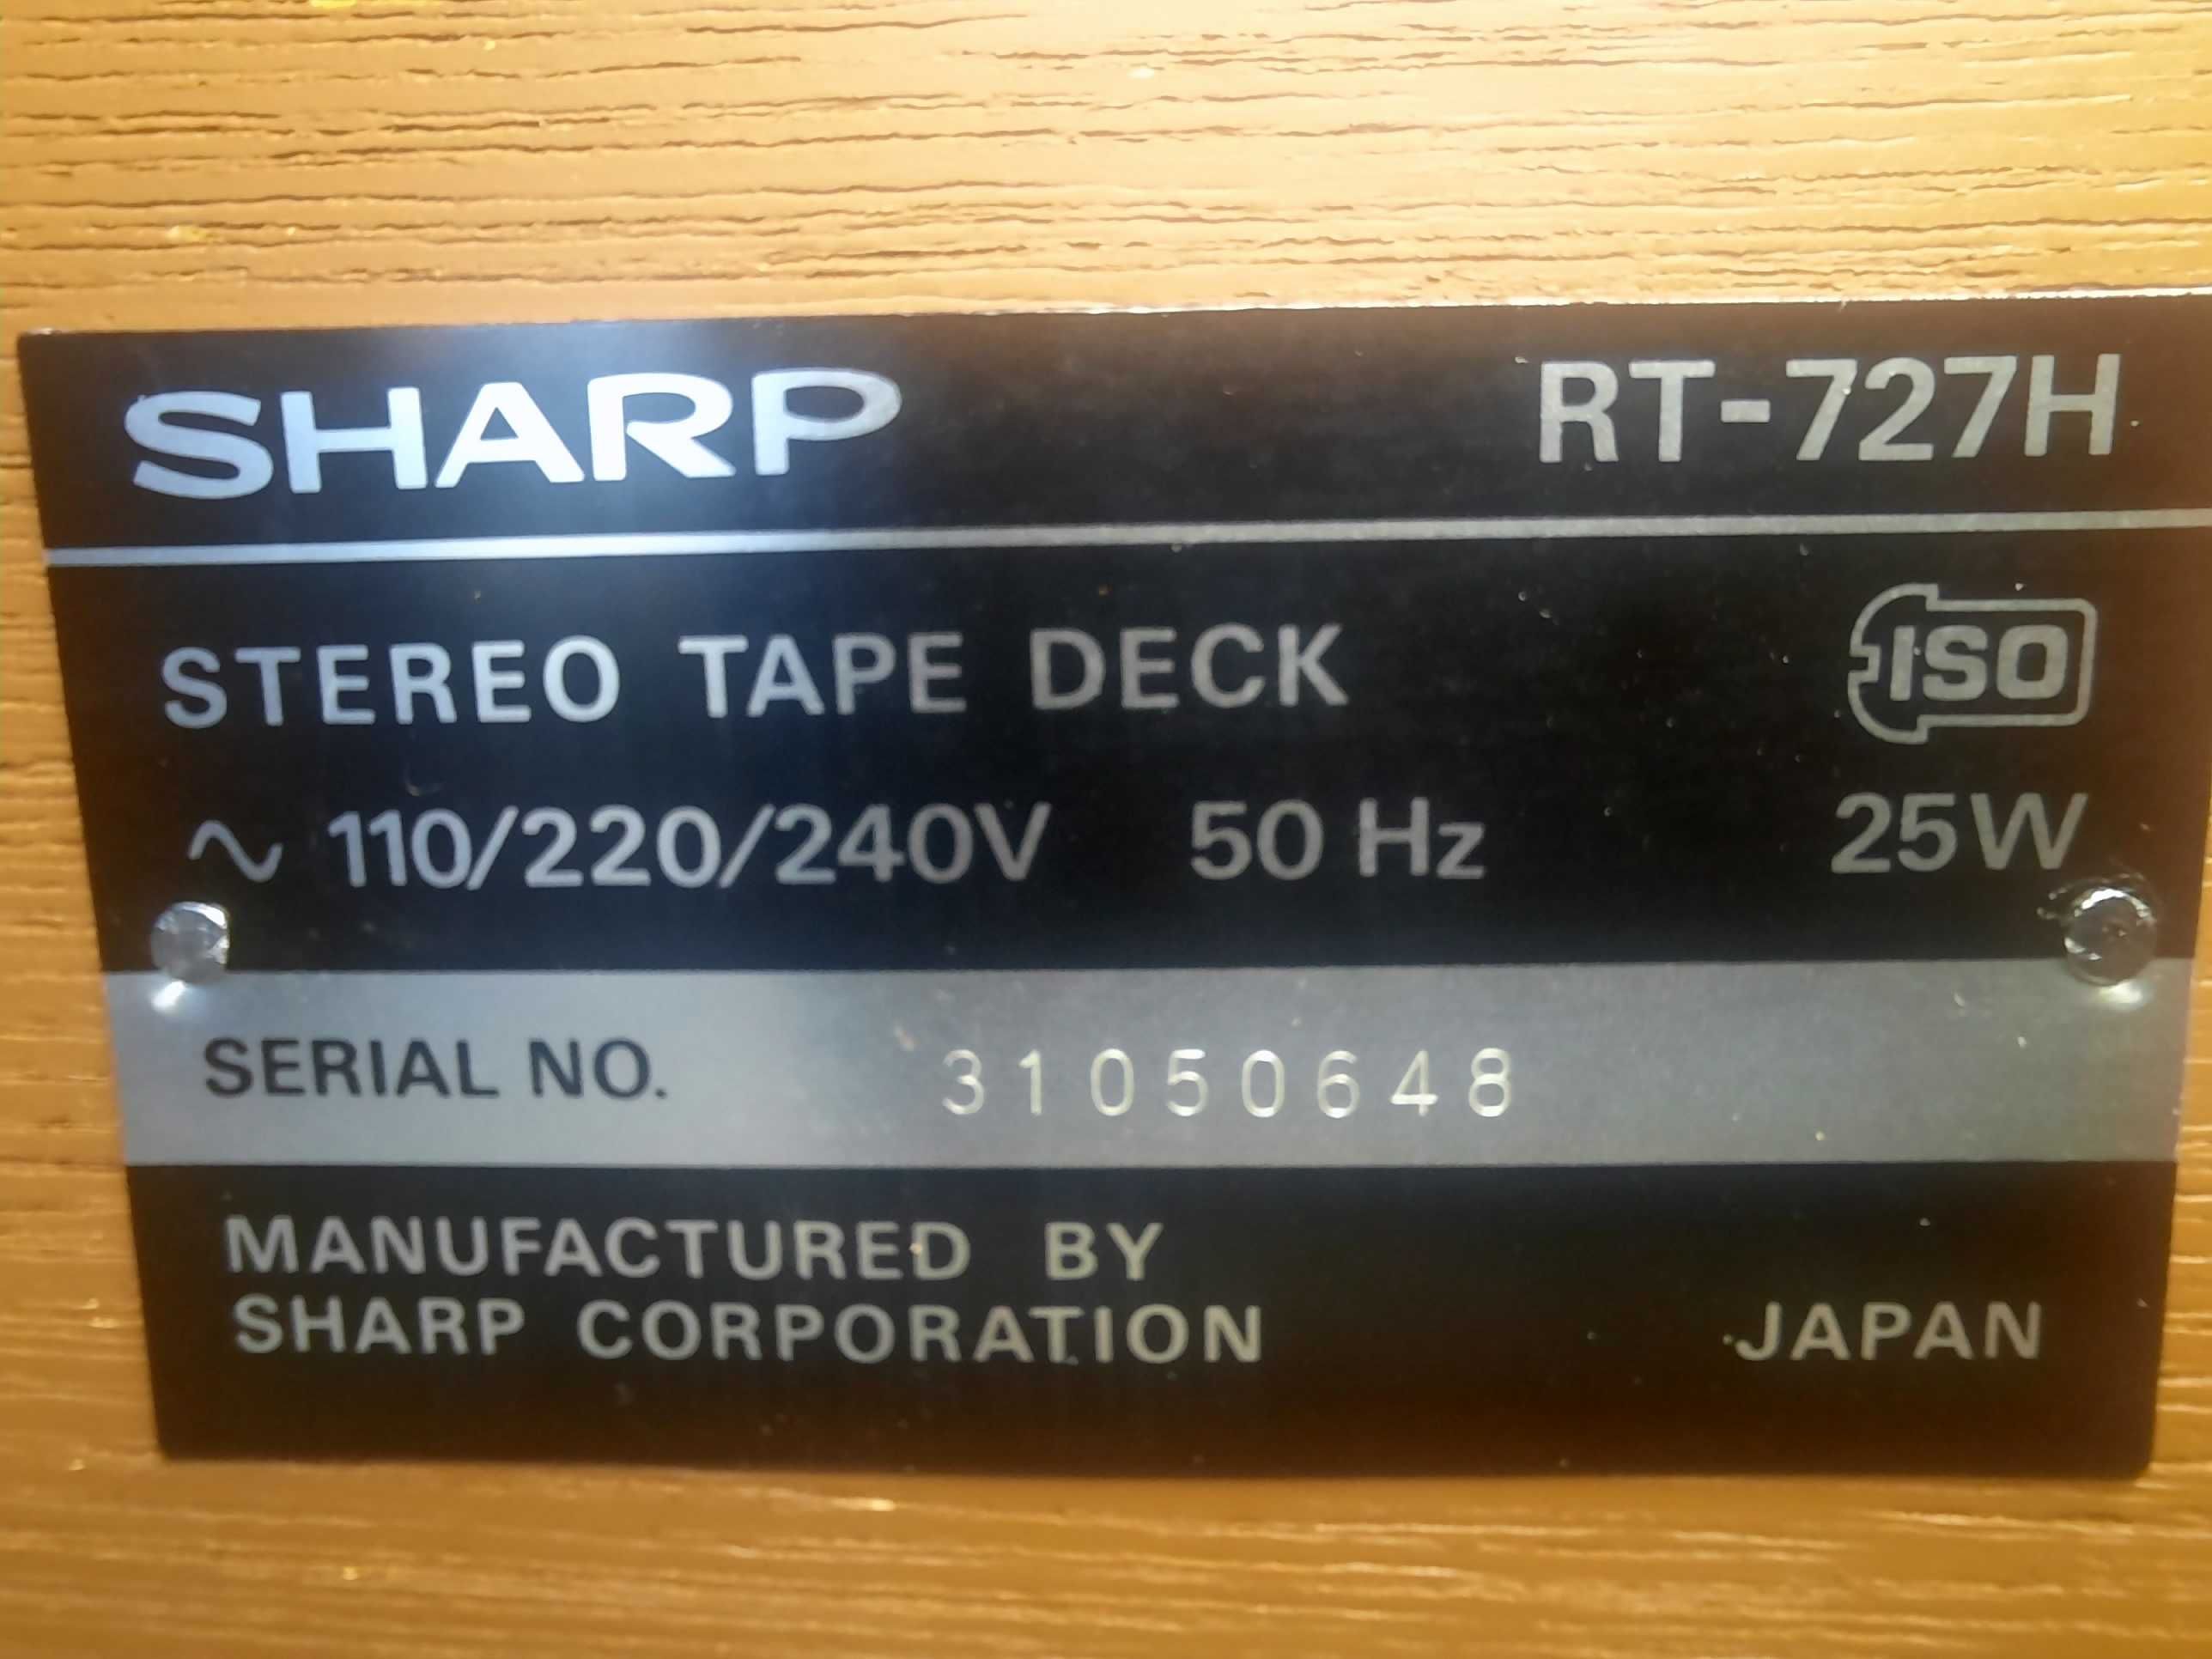 SHARP RT-727H
STEREO TAPE DECK ISO
~ 110/220/240V 50 Hz 25W
SERIAL NO. 31050648
MANUFACTURED BY
SHARP CORPORATION JAPAN